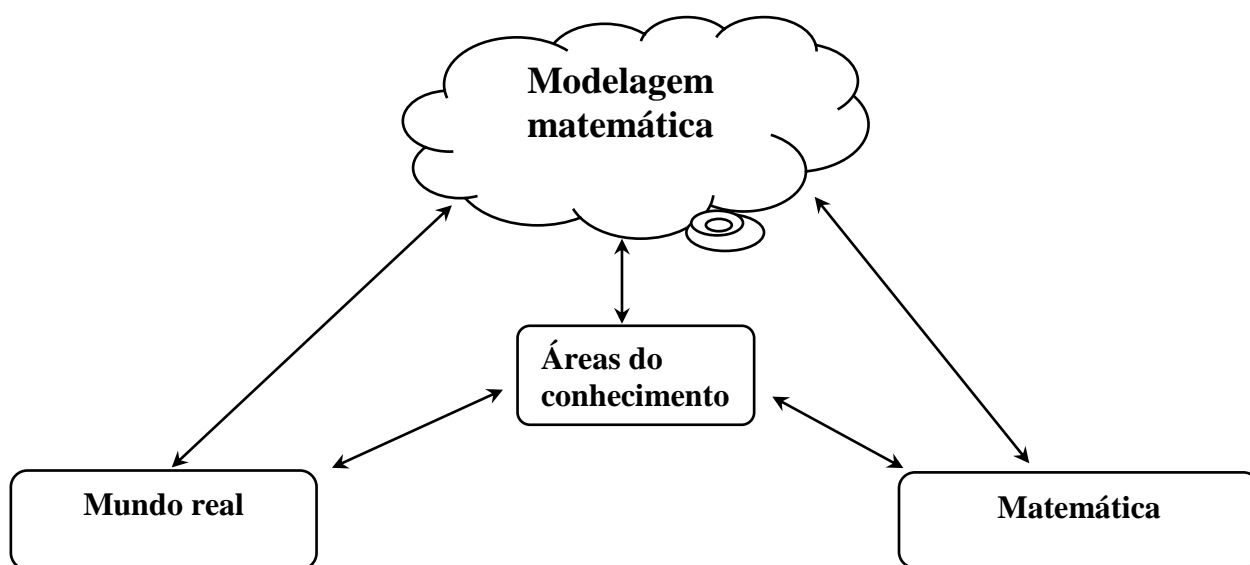 Modelagem
matemática
Áreas do
conhecimento
Mundo real
Matemática